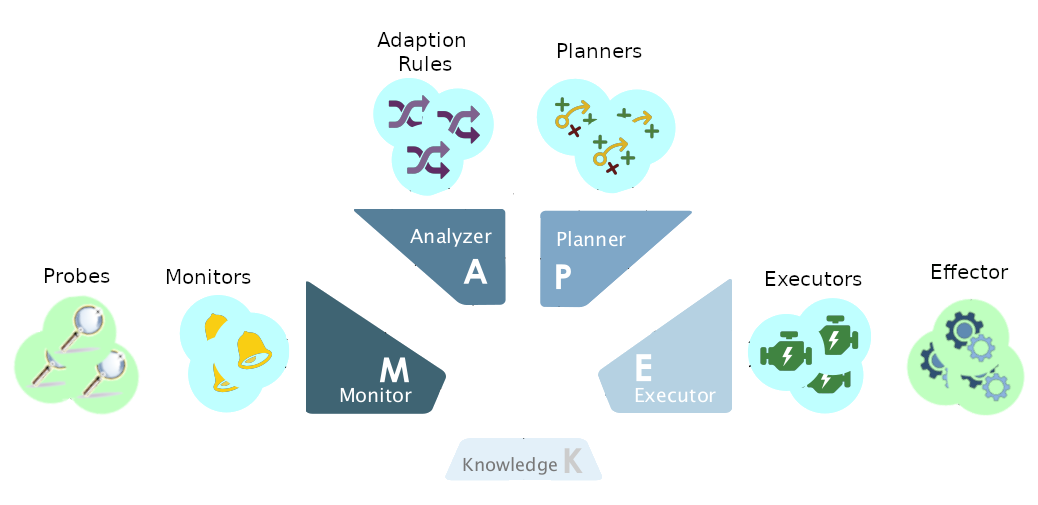 Adaption
Rules
Planners
Analyzer
A
Planner
P
Probes
Monitors
Executors
Effector
M
Monitor
E
Executor
Knowledge K